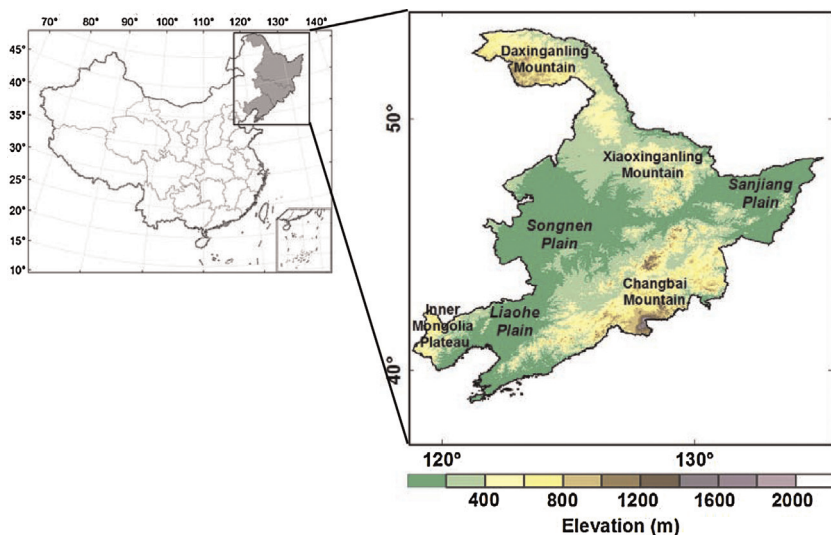 70° 80° 90° 100° 110° 120° 130° 140°
45°
40°
35°
30°
25°
20°
15°
10°
Daxinganling
Mountain
50°
Xiaoxinganling
Mountain
Sanjiang
Plain
Songnen
Plain
Changbai
Mountain
Inner
Mongolia
Plateau
Liaohe
Plain
40°
120° 130°
400 800 1200 1600 2000
Elevation (m)